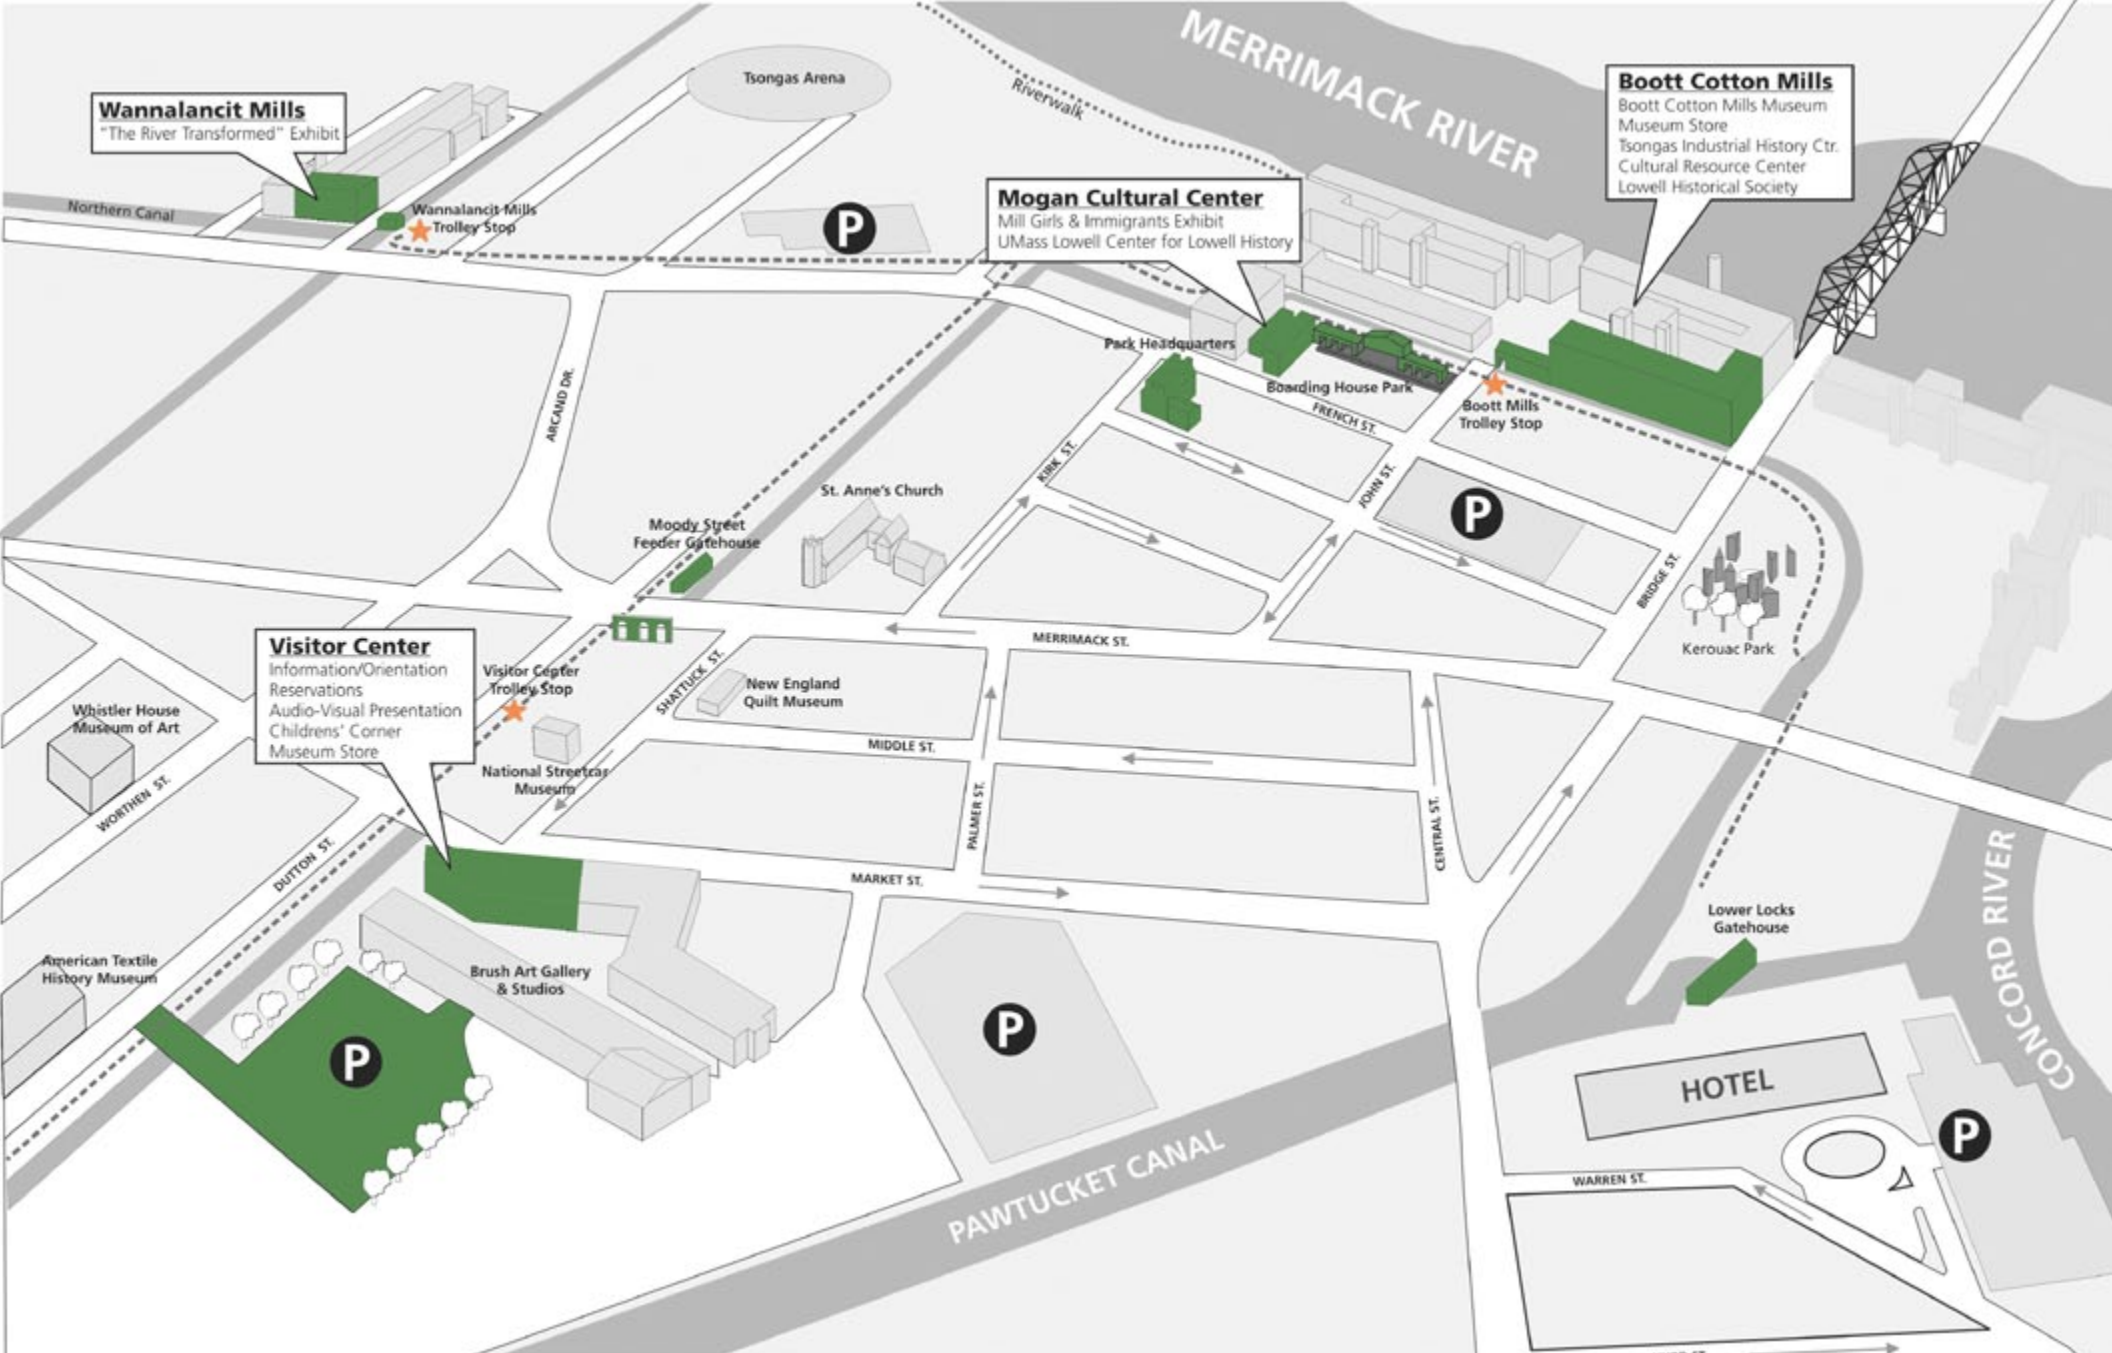 MERRIMACK RIVER
Tsongas Arena
Riverwalk
Wannalancit Mills
"The River Transformed" Exhibit
Boott Cotton Mills
Boott Cotton Mills Museum
Museum Store
Tsongas Industrial History Ctr.
Cultural Resource Center
Lowell Historical Society
Northern Canal
Wannalancit Mills
Trolley Stop
P
Mogan Cultural Center
Mill Girls & Immigrants Exhibit
UMass Lowell Center for Lowell History
Park Headquarters
Boarding House Park
FRENCH ST.
Boott Mills
Trolley Stop
ARCAND DR.
KIRK ST.
JOHN ST.
P
St. Anne's Church
Moody Street
Feeder Gatehouse
BRIDGE ST.
Kerouac Park
MERRIMACK ST.
Visitor Center
Information/Orientation
Reservations
Audio-Visual Presentation
Childrens' Corner
Museum Store
Visitor Center
Trolley Stop
SHATTUCK ST.
New England
Quilt Museum
Whistler House
Museum of Art
MIDDLE ST.
National Streetcar
Museum
WORTHEN ST.
PALMER ST.
CENTRAL ST.
DUTTON ST.
MARKET ST.
Lower Locks
Gatehouse
CONCORD RIVER
American Textile
History Museum
Brush Art Gallery
& Studios
P
P
HOTEL
P
PAWTUCKET CANAL
WARREN ST.